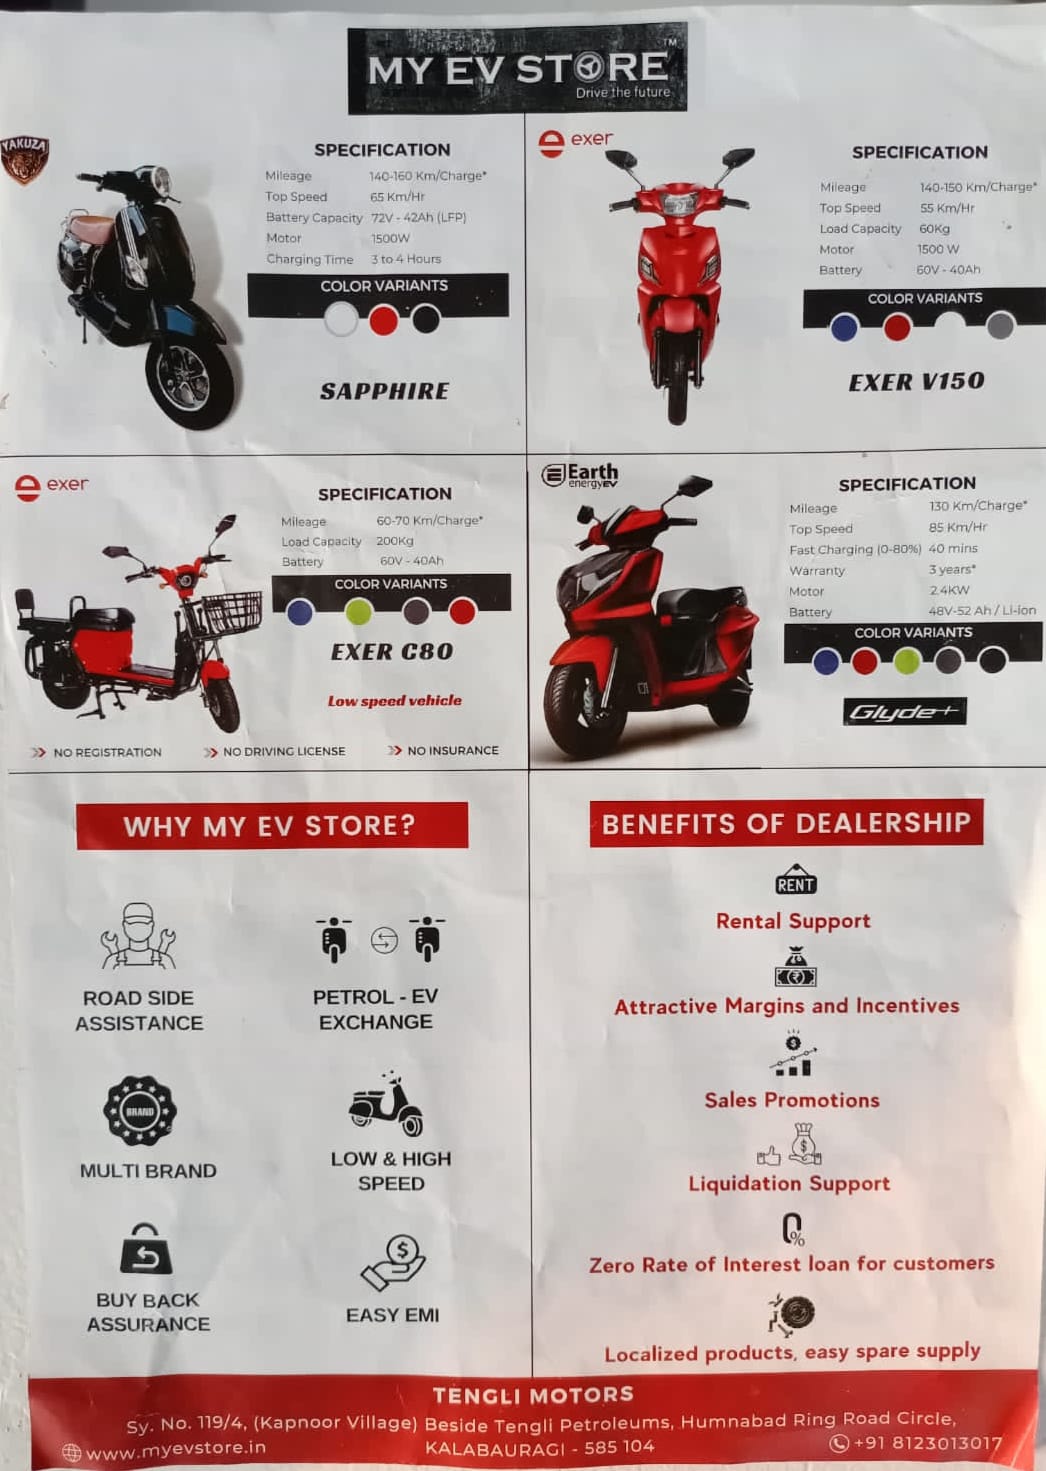 MY EV STORE™
Drive the future
YAKUZA
SPECIFICATION
Mileage 140-160 Km/Charge*
Top Speed 65 Km/Hr
Battery Capacity 72V - 42Ah (LFP)
Motor 1500W
Charging Time 3 to 4 Hours
COLOR VARIANTS
SAPPHIRE
exer
SPECIFICATION
Mileage 140-150 Km/Charge*
Top Speed 55 Km/Hr
Load Capacity 60Kg
Motor 1500 W
Battery 60V - 40Ah
COLOR VARIANTS
EXER V150
exer
SPECIFICATION
Mileage 60-70 Km/Charge*
Load Capacity 200Kg
Battery 60V - 40Ah
COLOR VARIANTS
EXER C80
Low speed vehicle
NO REGISTRATION NO DRIVING LICENSE NO INSURANCE
Earth
energy EV
SPECIFICATION
Mileage 130 Km/Charge*
Top Speed 85 Km/Hr
Fast Charging (0-80%) 40 mins
Warranty 3 years*
Motor 2.4KW
Battery 48V-52 Ah / Li-ion
COLOR VARIANTS
Glyde+
WHY MY EV STORE?
ROAD SIDE
ASSISTANCE
PETROL - EV
EXCHANGE
BRAND
MULTI BRAND
LOW & HIGH
SPEED
BUY BACK
ASSURANCE
EASY EMI
BENEFITS OF DEALERSHIP
RENT
Rental Support
Attractive Margins and Incentives
Sales Promotions
Liquidation Support
0%
Zero Rate of Interest loan for customers
Localized products, easy spare supply
TENGLI MOTORS
Sy. No. 119/4, (Kapnoor Village) Beside Tengli Petroleums, Humnabad Ring Road Circle,
www.myevstore.in KALABAURAGI - 585 104 +91 8123013017